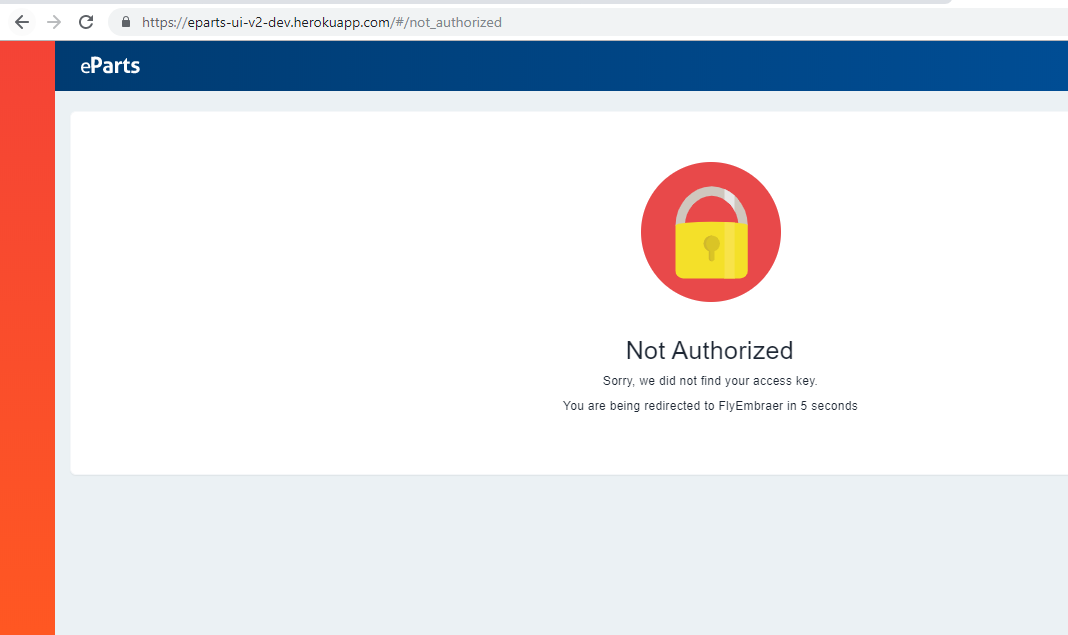 https://eparts-ui-v2-dev.herokuapp.com/#/not_authorized
eParts
Not Authorized
Sorry, we did not find your access key.
You are being redirected to FlyEmbraer in 5 seconds